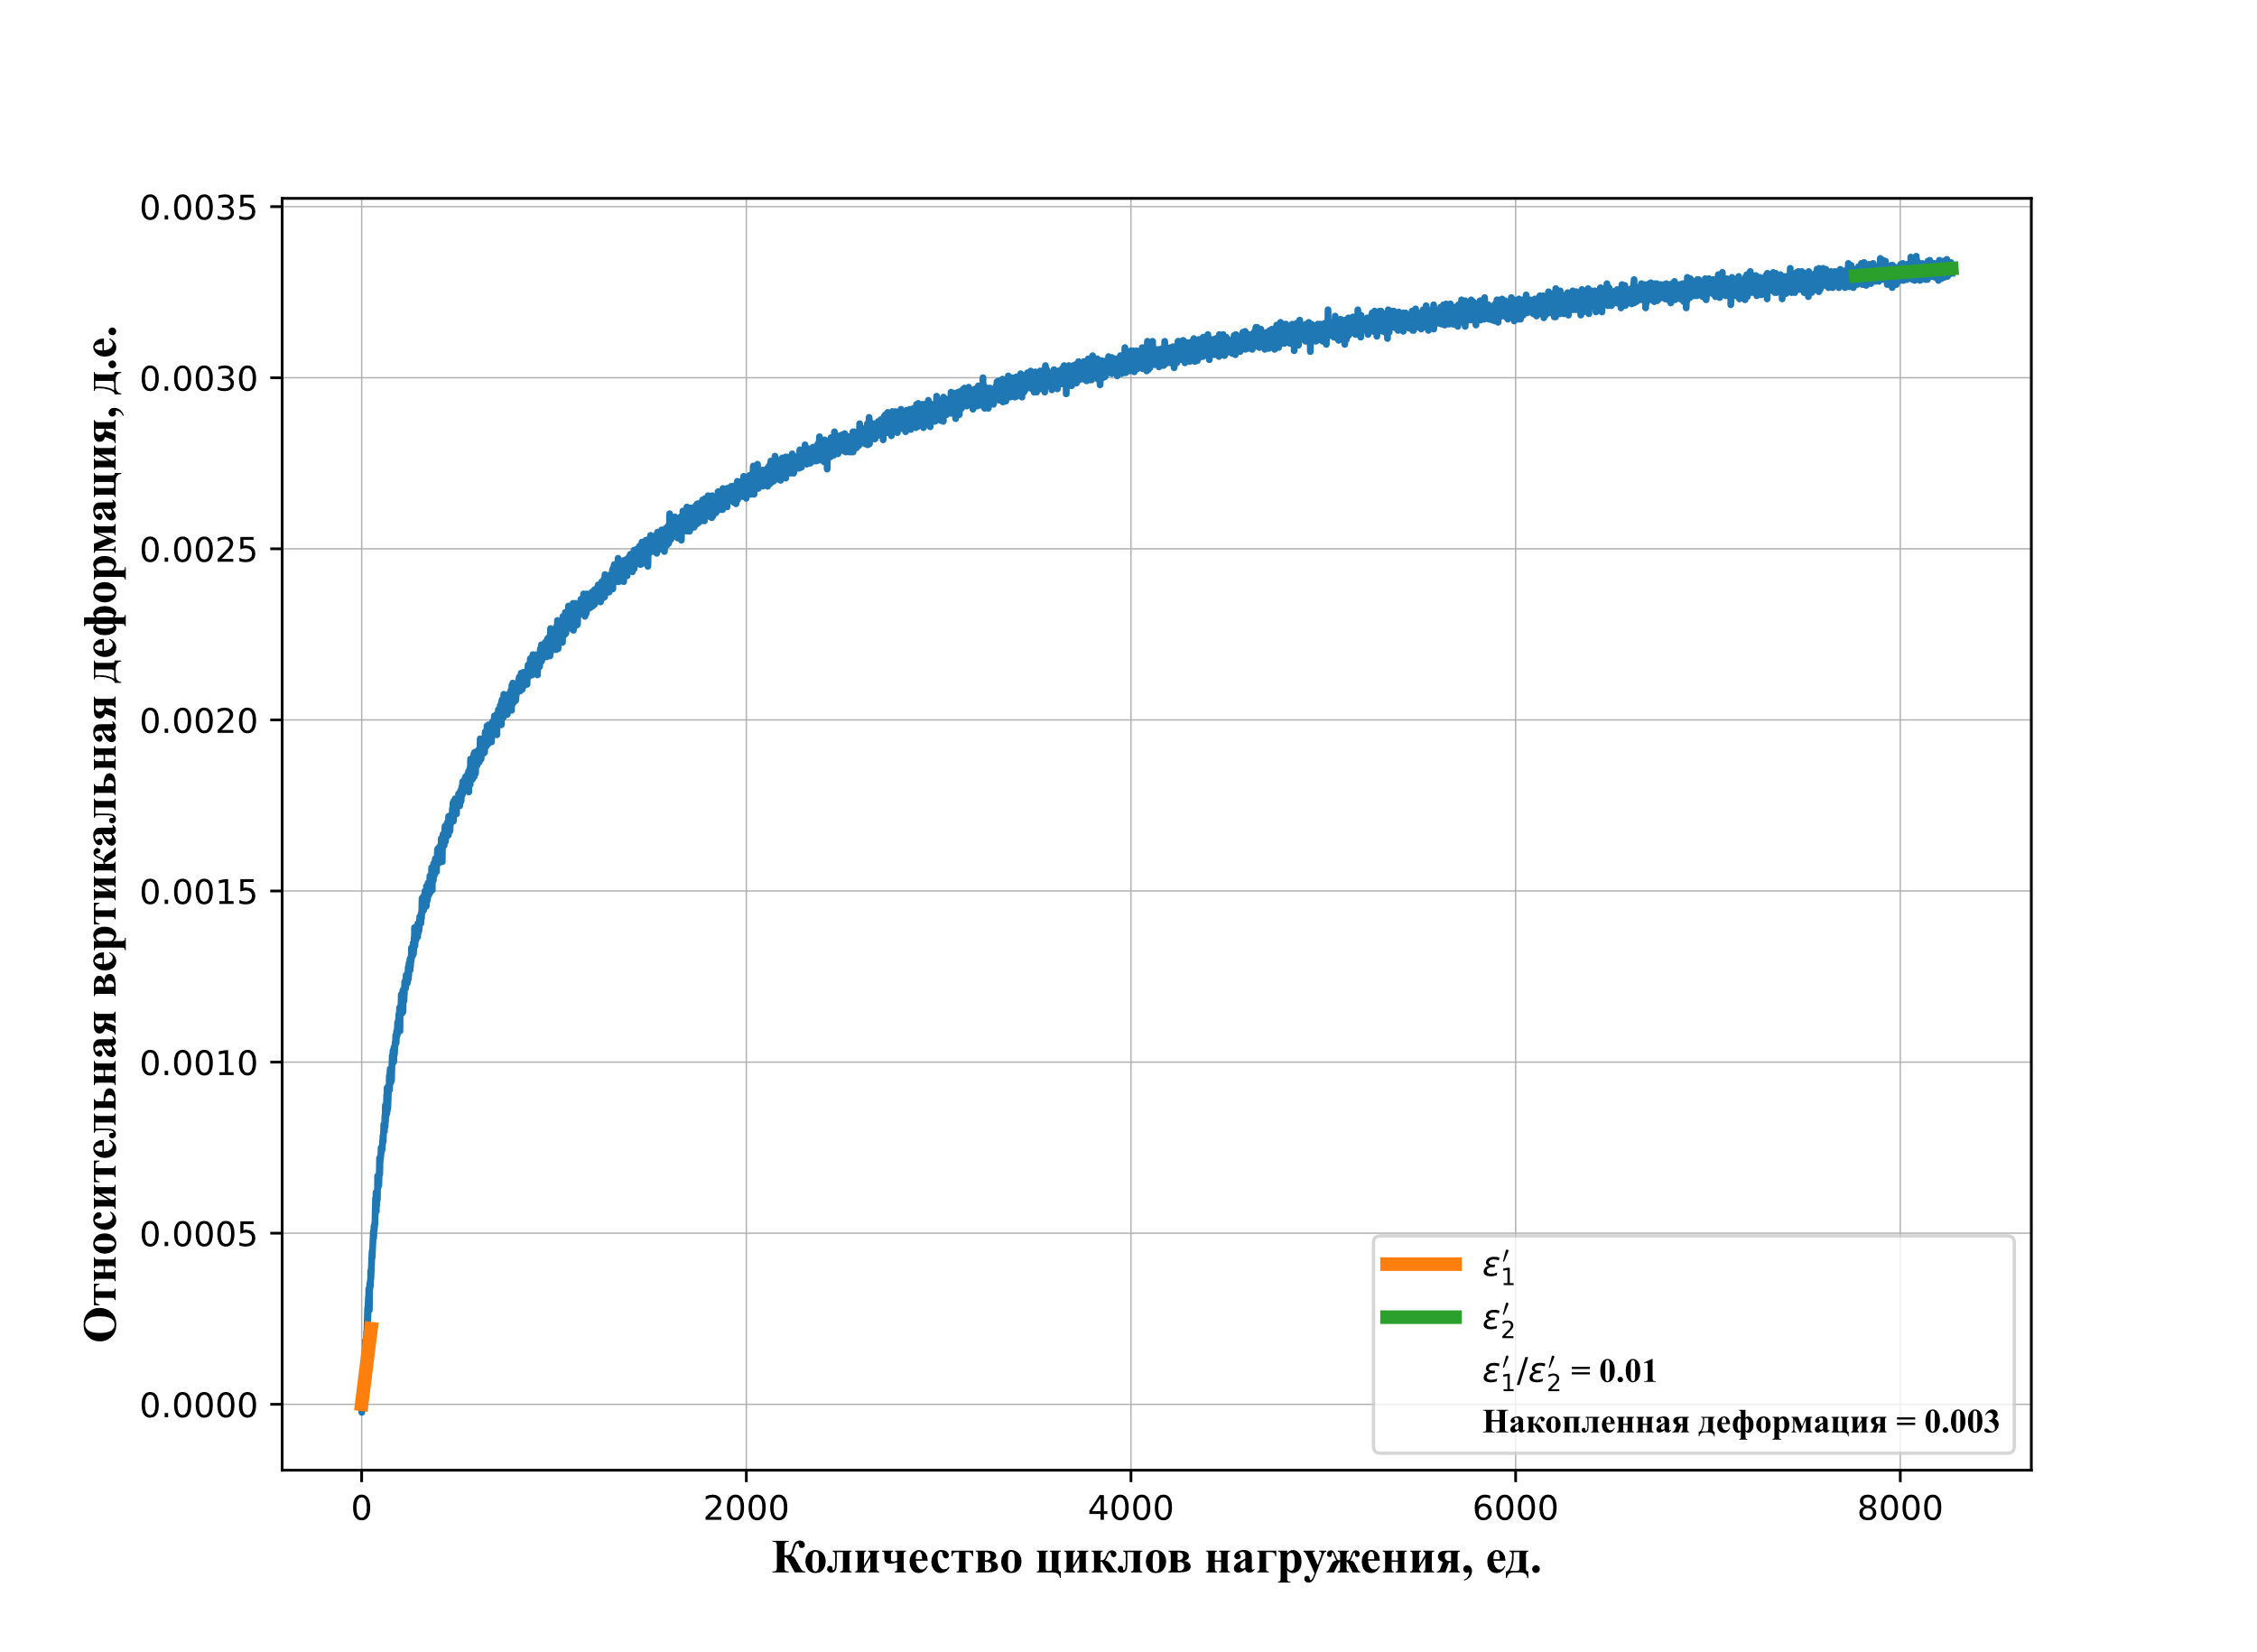 0.0035
0.0030
0.0025
0.0020
0.0015
0.0010
0.0005
0.0000
Относительная вертикальная деформация, д.е.
ε′₁
ε′₂
ε′₁/ε′₂ = 0.01
Накопленная деформация = 0.003
0 2000 4000 6000 8000
Количество циклов нагружения, ед.